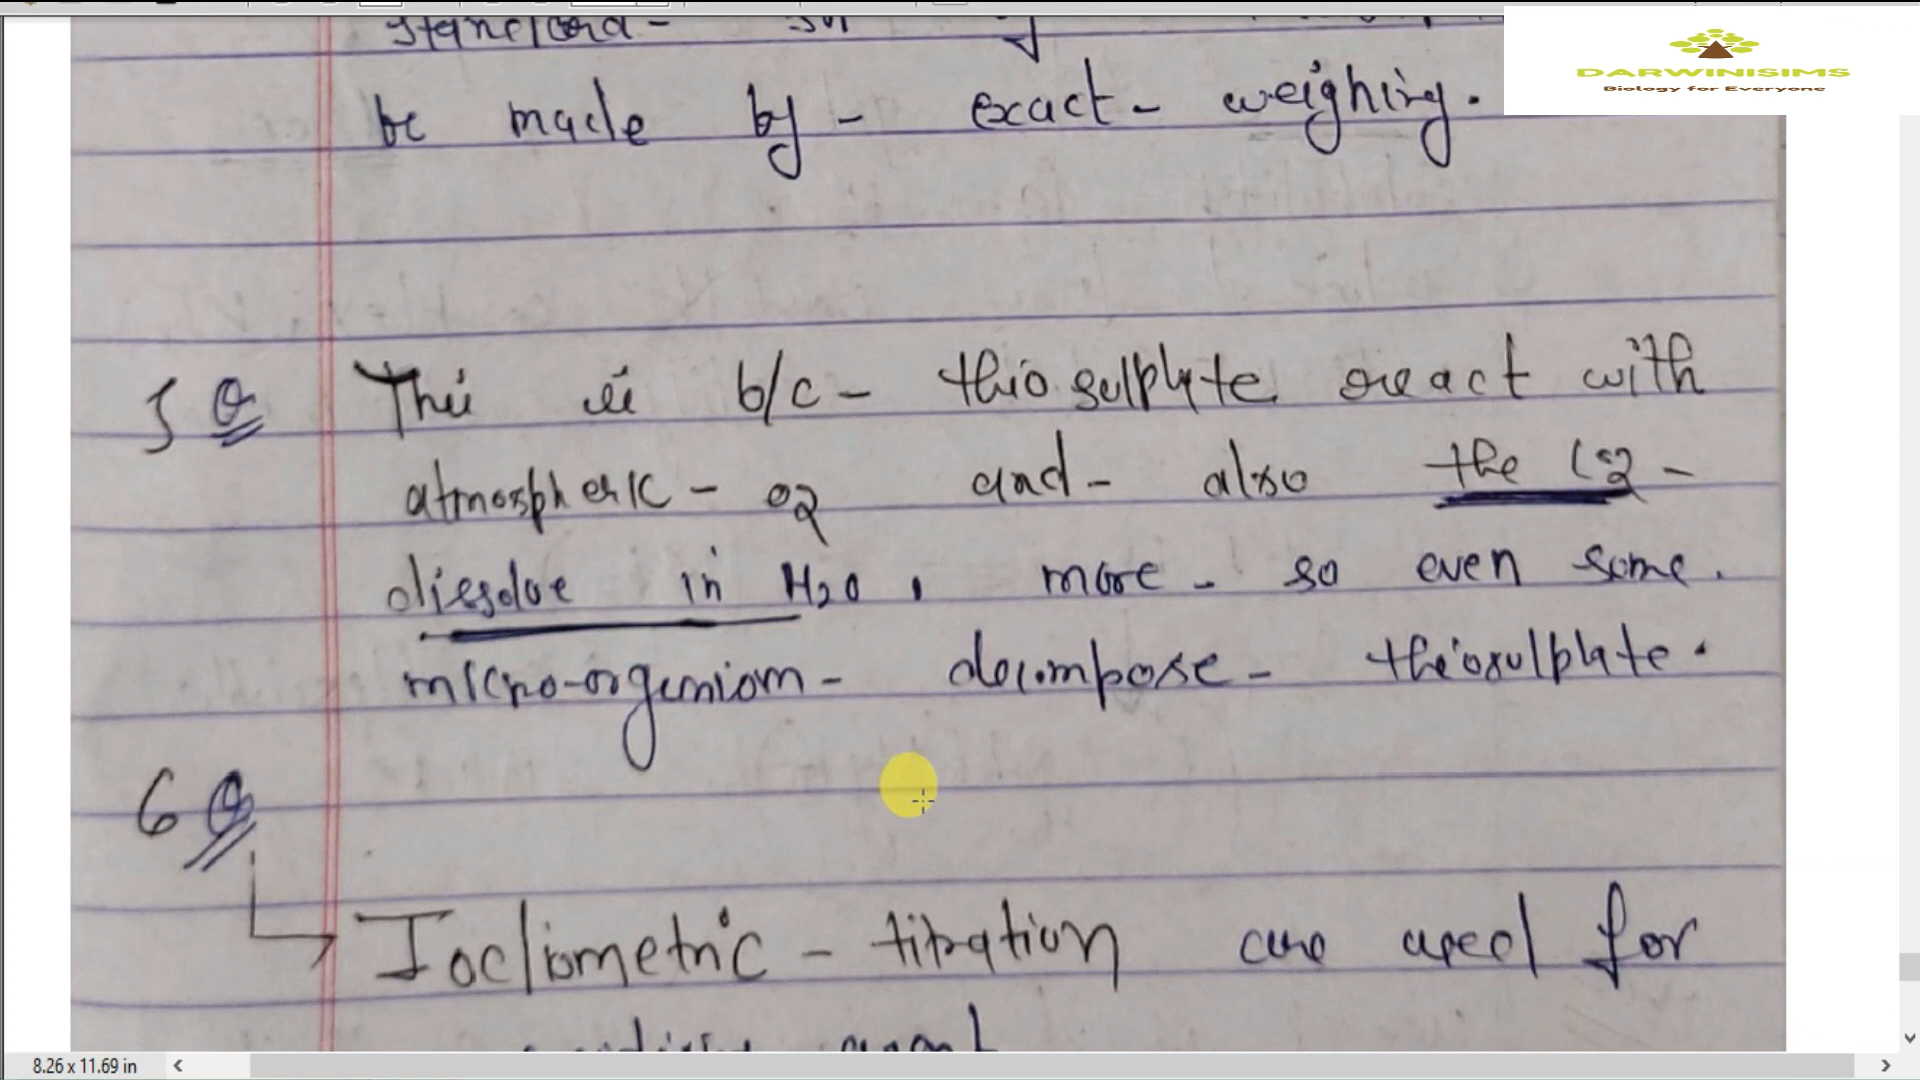 be made by - exact - weighing.
DARWINISIMS
Biology for Everyone
5 This is b/c - thiosulphate react with
atmospheric - O2 and - also the
dissolve in H2O, more - so even some.
micro-organism - decompose - thiosulphate.
6
Iodiometric - titration are used for
8.26 x 11.69 in